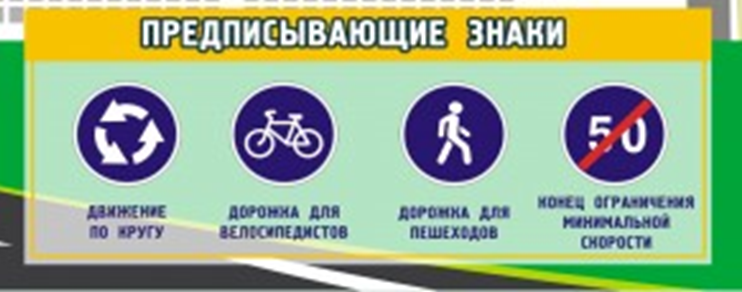 ПРЕДПИСЫВАЮЩИЕ ЗНАКИ
50
ДВИЖЕНИЕ
ПО КРУГУ
ДОРОЖКА ДЛЯ
ВЕЛОСИПЕДИСТОВ
ДОРОЖКА ДЛЯ
ПЕШЕХОДОВ
КОНЕЦ ОГРАНИЧЕНИЯ
МИНИМАЛЬНОЙ
СКОРОСТИ